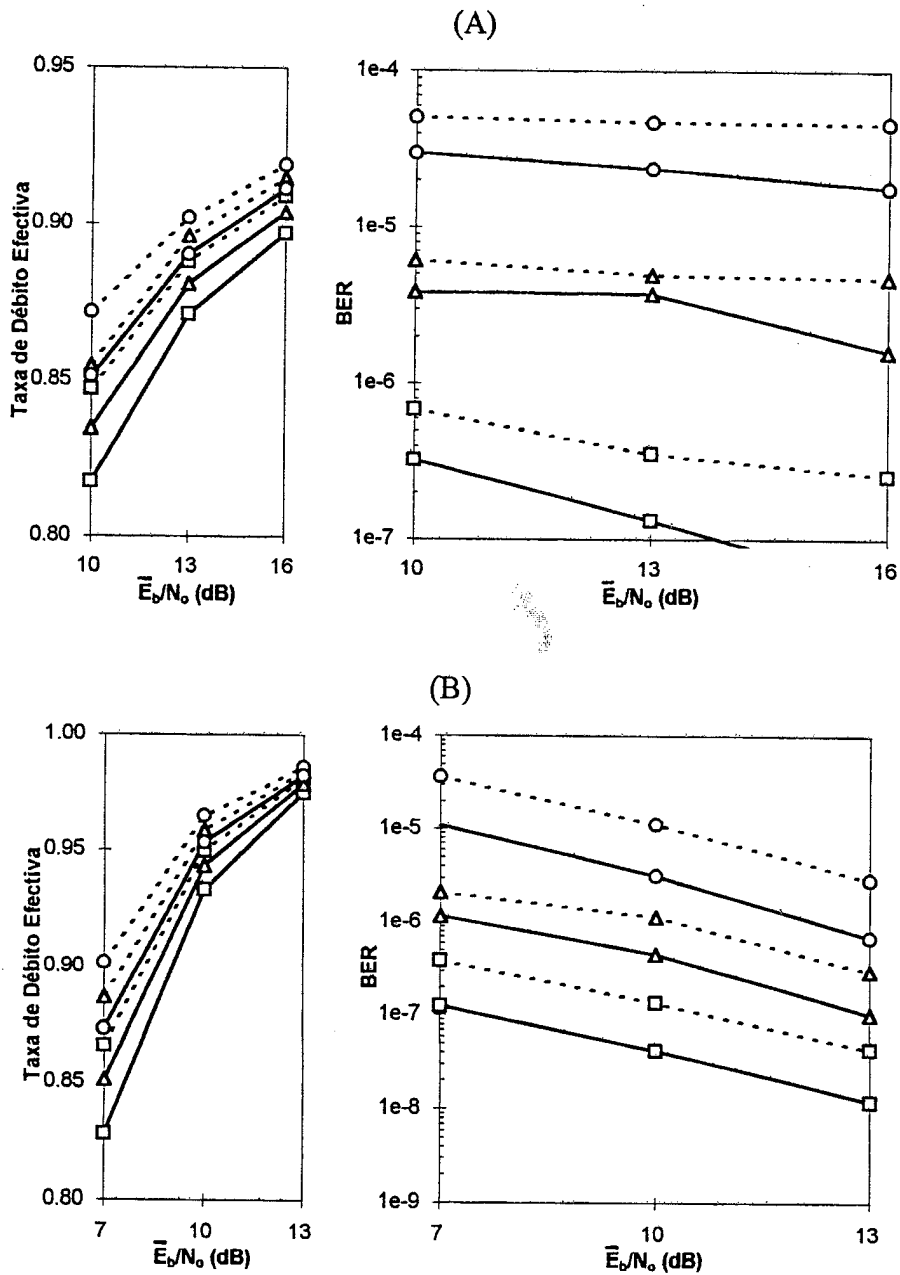 (A)
0.95
0.90
0.85
0.80
Taxa de Débito Efectiva
10 13 16
E̅b/No (dB)
1e-4
1e-5
1e-6
1e-7
BER
10 13 16
E̅b/No (dB)
(B)
1.00
0.95
0.90
0.85
0.80
Taxa de Débito Efectiva
7 10 13
E̅b/No (dB)
1e-4
1e-5
1e-6
1e-7
1e-8
1e-9
BER
7 10 13
E̅b/No (dB)